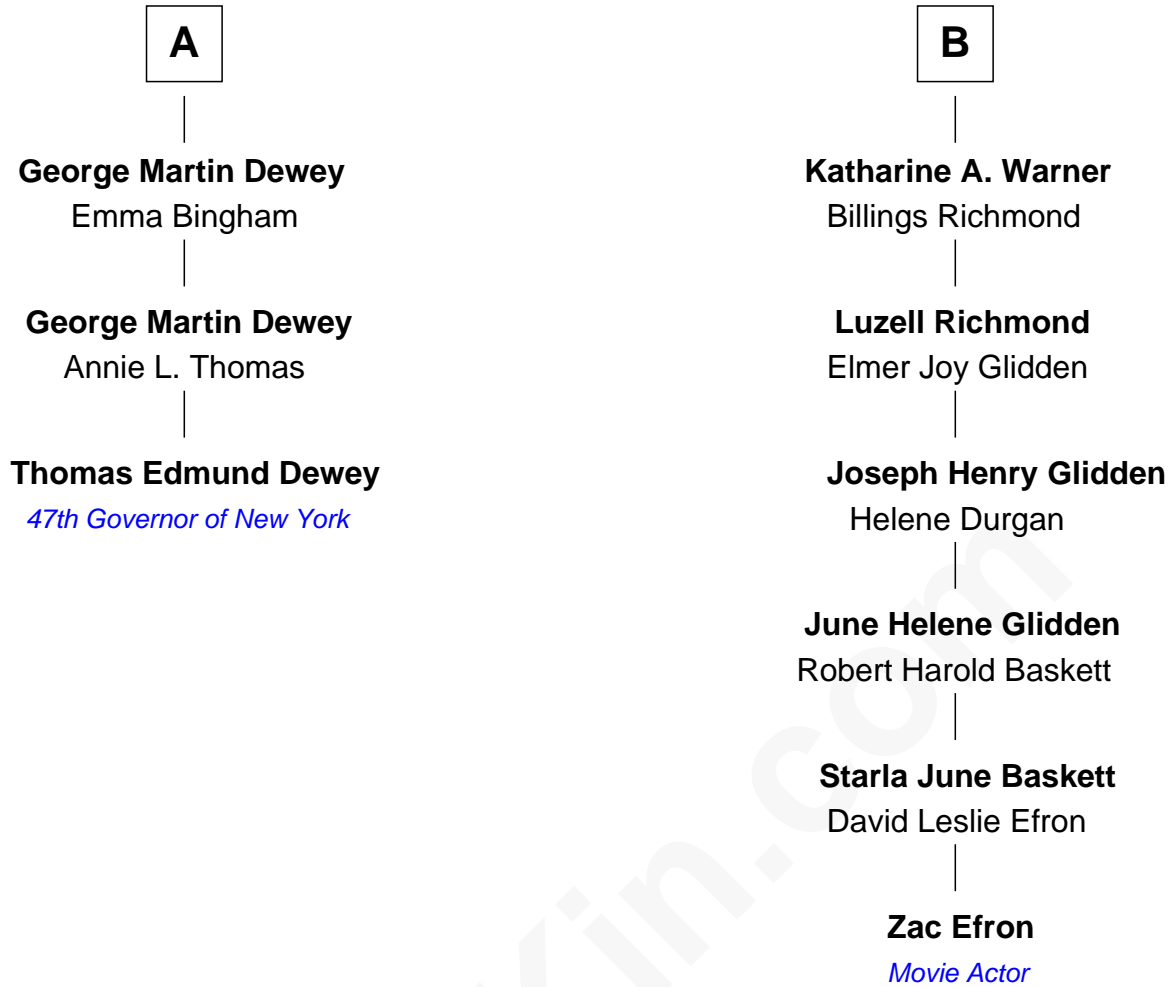 A
George Martin Dewey
Emma Bingham
George Martin Dewey
Annie L. Thomas
Thomas Edmund Dewey
47th Governor of New York
B
Katharine A. Warner
Billings Richmond
Luzell Richmond
Elmer Joy Glidden
Joseph Henry Glidden
Helene Durgan
June Helene Glidden
Robert Harold Baskett
Starla June Baskett
David Leslie Efron
Zac Efron
Movie Actor
Kin.com